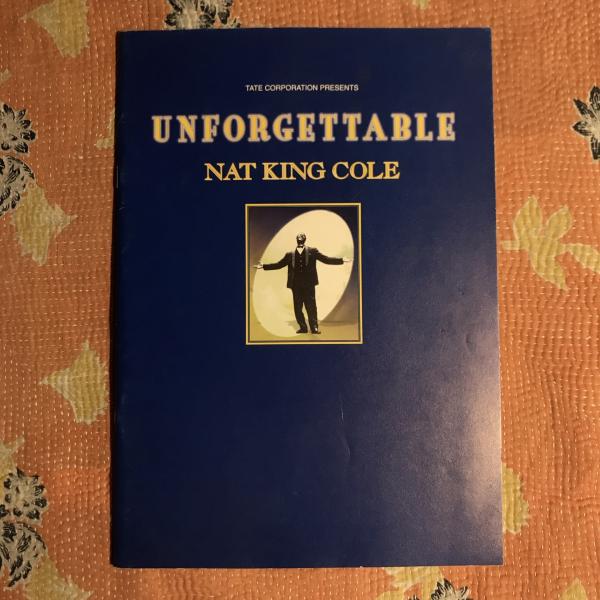 TATE CORPORATION PRESENTS
UNFORGETTABLE
NAT KING COLE